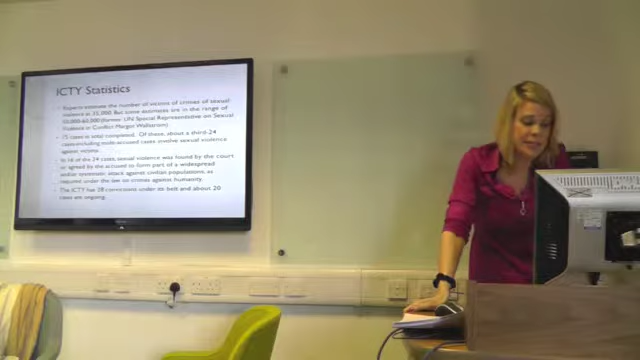 ICTY Statistics
Experts estimate the number of victims of crimes of sexual
violence at 35,000. But some estimates are in the range of
50,000-60,000 (former UN Special Representative on Sexual
Violence in Conflict Margot Wallstrom)
75 cases in total completed. Of these, about a third-24
cases including multi-accused cases involve sexual violence
against victims.
In 16 of the 24 cases, sexual violence was found by the court
or agreed by the accused to form part of a widespread
and/or systematic attack against civilian populations, as
required under the law on crimes against humanity.
The ICTY has 28 convictions under its belt and about 20
cases are ongoing.